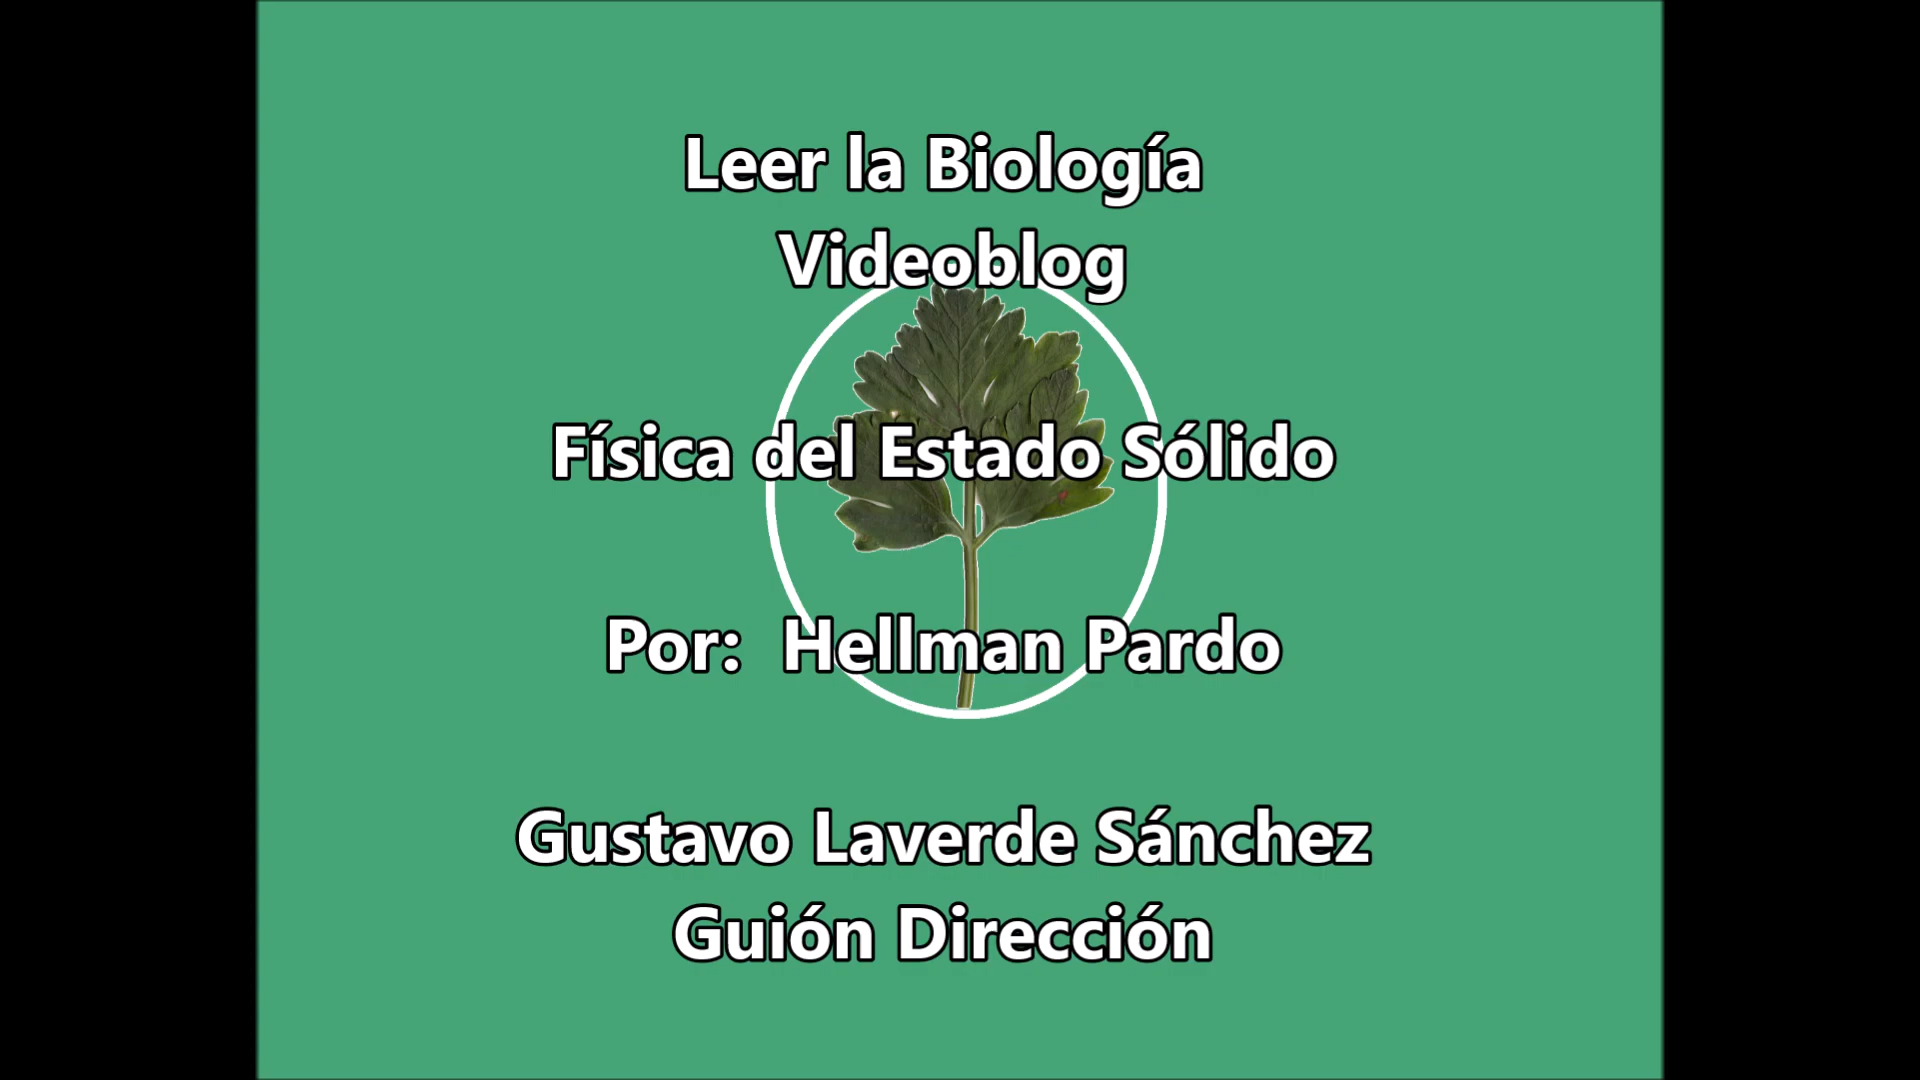 Leer la Biología
Videoblog
Física del Estado Sólido
Por:  Hellman Pardo
Gustavo Laverde Sánchez
Guión Dirección